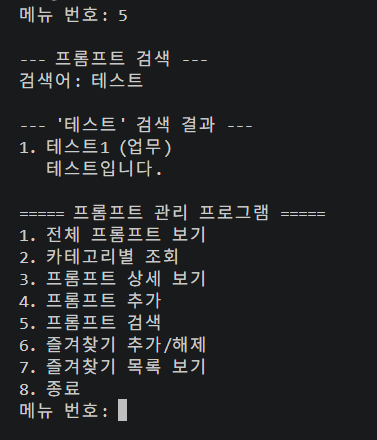 메뉴 번호: 5
--- 프롬프트 검색 ---
검색어: 테스트
--- '테스트' 검색 결과 ---
1. 테스트1 (업무)
테스트입니다.
===== 프롬프트 관리 프로그램 =====
1. 전체 프롬프트 보기
2. 카테고리별 조회
3. 프롬프트 상세 보기
4. 프롬프트 추가
5. 프롬프트 검색
6. 즐겨찾기 추가/해제
7. 즐겨찾기 목록 보기
8. 종료
메뉴 번호: